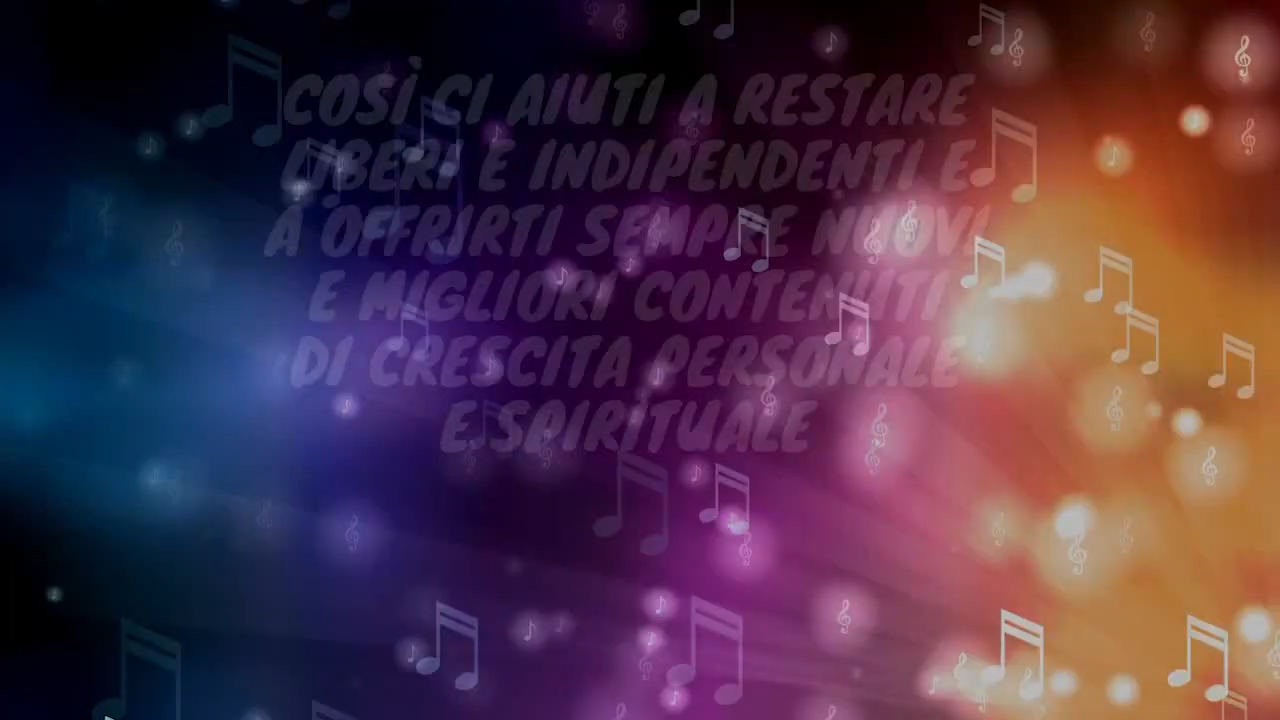 COSÌ CI AIUTI A RESTARE
LIBERI E INDIPENDENTI E
A OFFRIRTI SEMPRE NUOVI
E MIGLIORI CONTENUTI
DI CRESCITA PERSONALE
E SPIRITUALE